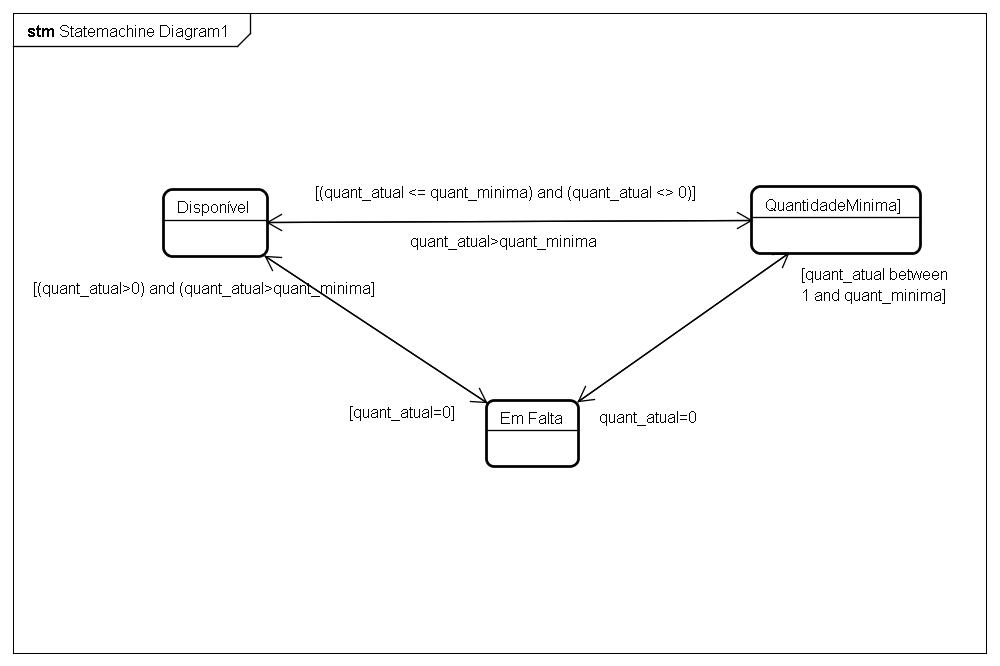 stm Statemachine Diagram1
[(quant_atual <= quant_minima) and (quant_atual <> 0)]
Disponível
QuantidadeMinima]
quant_atual>quant_minima
[(quant_atual>0) and (quant_atual>quant_minima]
[quant_atual between
1 and quant_minima]
[quant_atual=0]
Em Falta
quant_atual=0